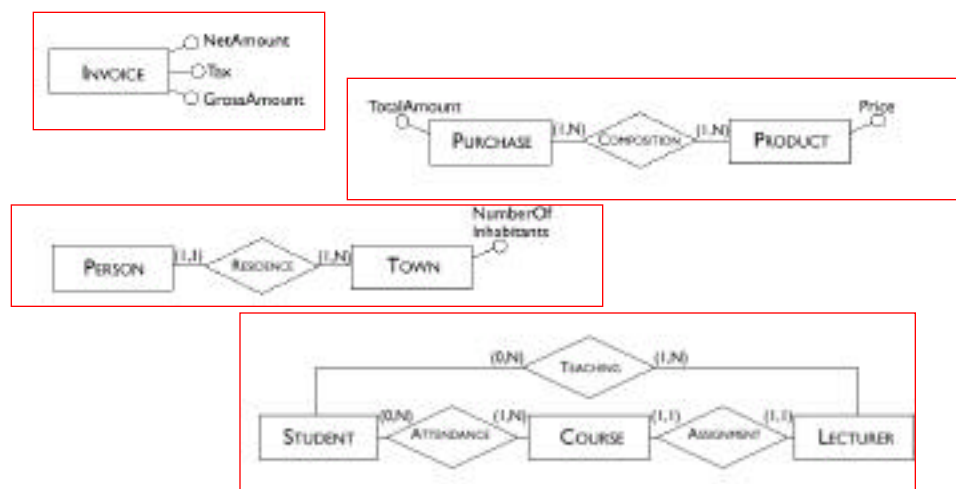 NetAmount
INVOICE
Tax
GrossAmount
TotalAmount
Price
PURCHASE (1,N) COMPOSITION (1,N) PRODUCT
NumberOf
Inhabitants
PERSON (1,1) RESIDENCE (1,N) TOWN
(0,N) TEACHING (1,N)
STUDENT (0,N) ATTENDANCE (1,N) COURSE (1,1) ASSIGNMENT (1,1) LECTURER